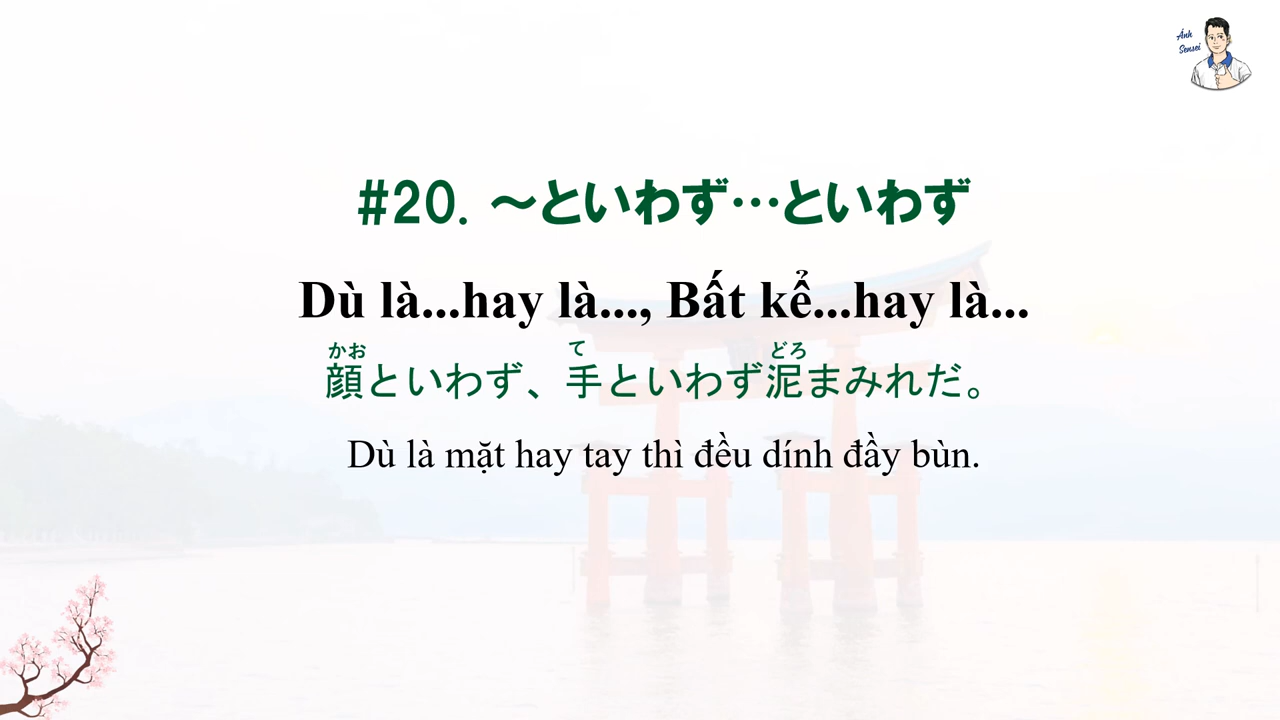 Ánh
Sensei
#20. ～といわず…といわず
Dù là...hay là..., Bất kể...hay là...
かお て どろ
顔といわず、手といわず泥まみれだ。
Dù là mặt hay tay thì đều dính đầy bùn.